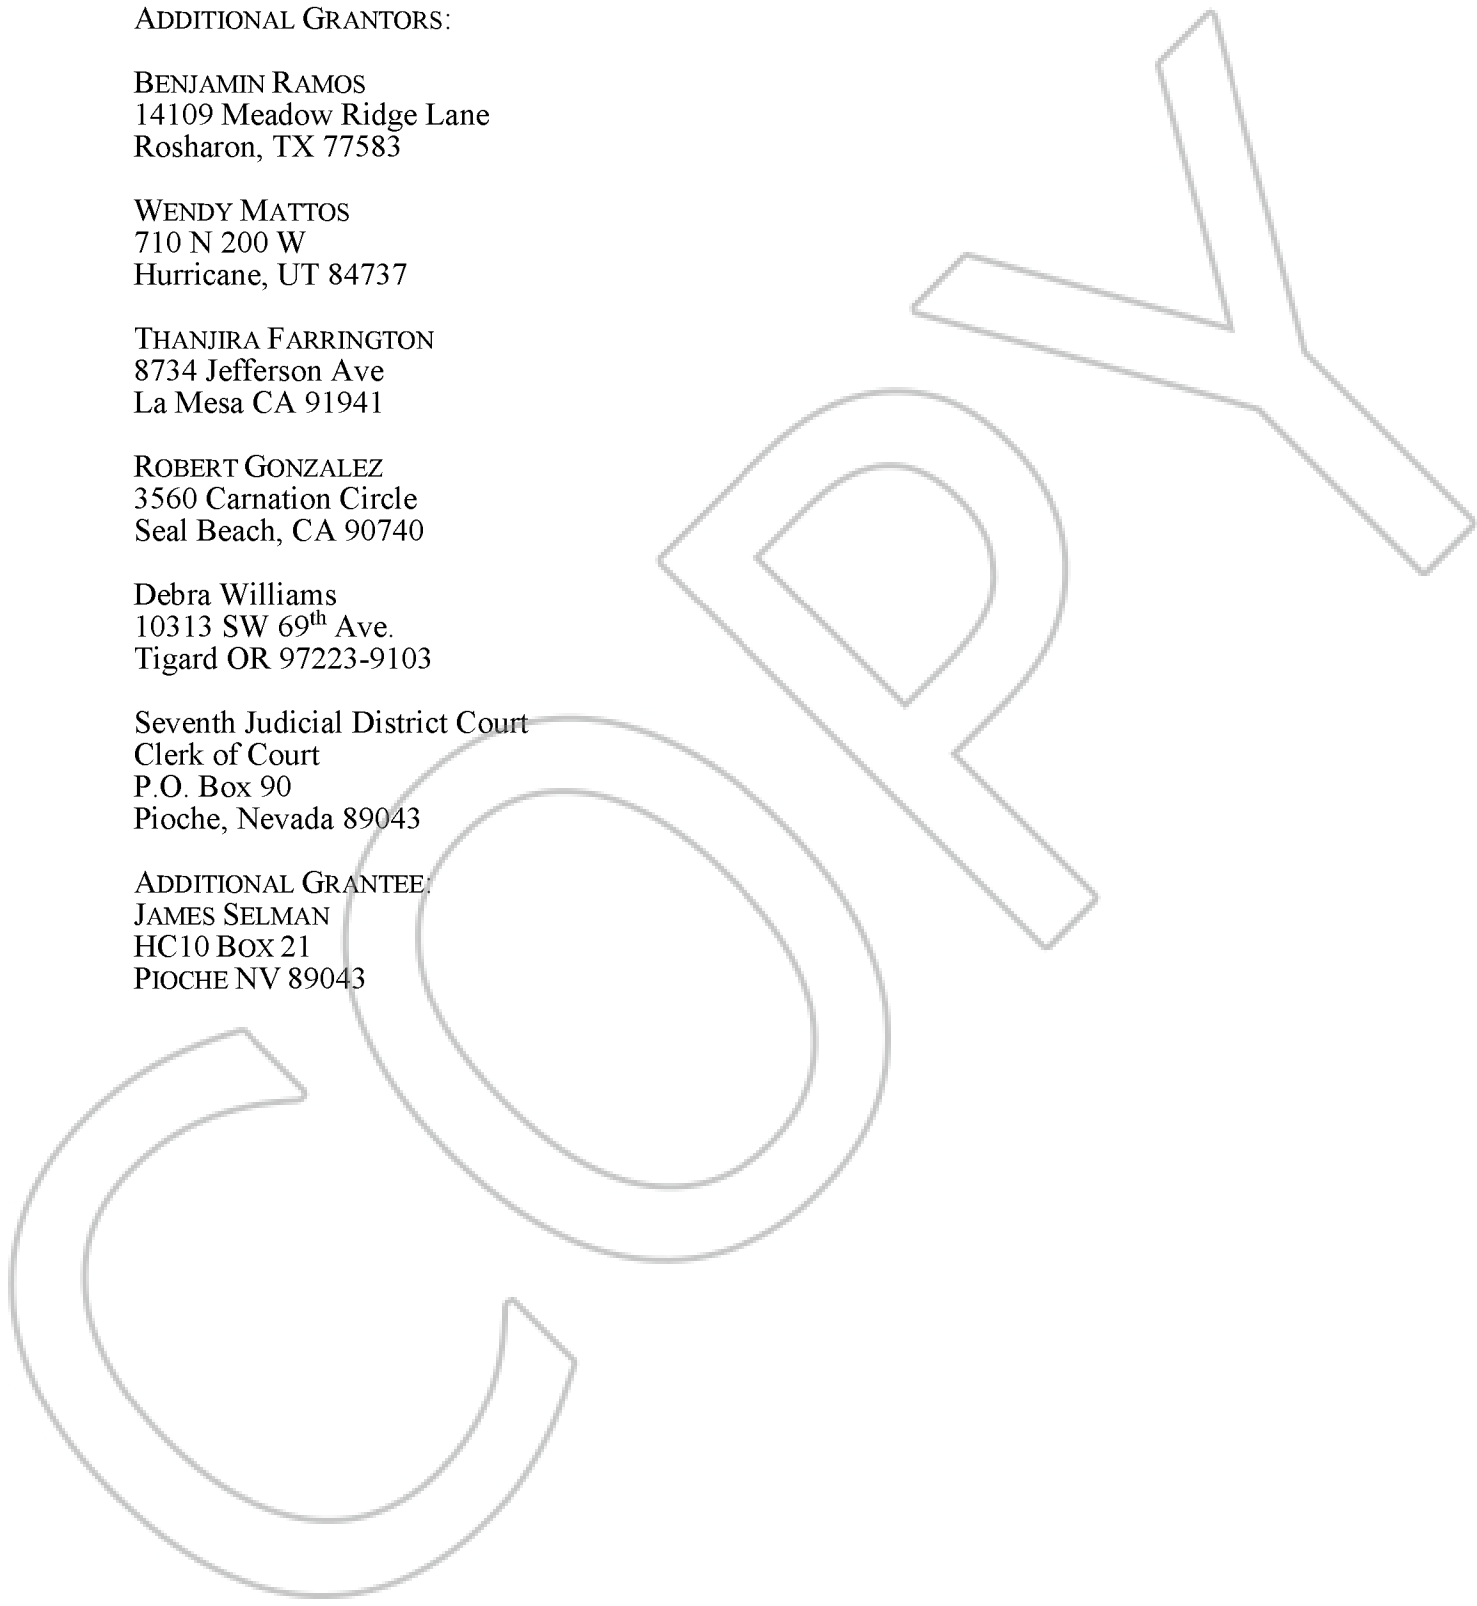 ADDITIONAL GRANTORS:
BENJAMIN RAMOS
14109 Meadow Ridge Lane
Rosharon, TX 77583
WENDY MATTOS
710 N 200 W
Hurricane, UT 84737
THANJIRA FARRINGTON
8734 Jefferson Ave
La Mesa CA 91941
ROBERT GONZALEZ
3560 Carnation Circle
Seal Beach, CA 90740
Debra Williams
10313 SW 69th Ave.
Tigard OR 97223-9103
Seventh Judicial District Court
Clerk of Court
P.O. Box 90
Pioche, Nevada 89043
ADDITIONAL GRANTEE:
JAMES SELMAN
HC10 BOX 21
PIOCHE NV 89043
COPY